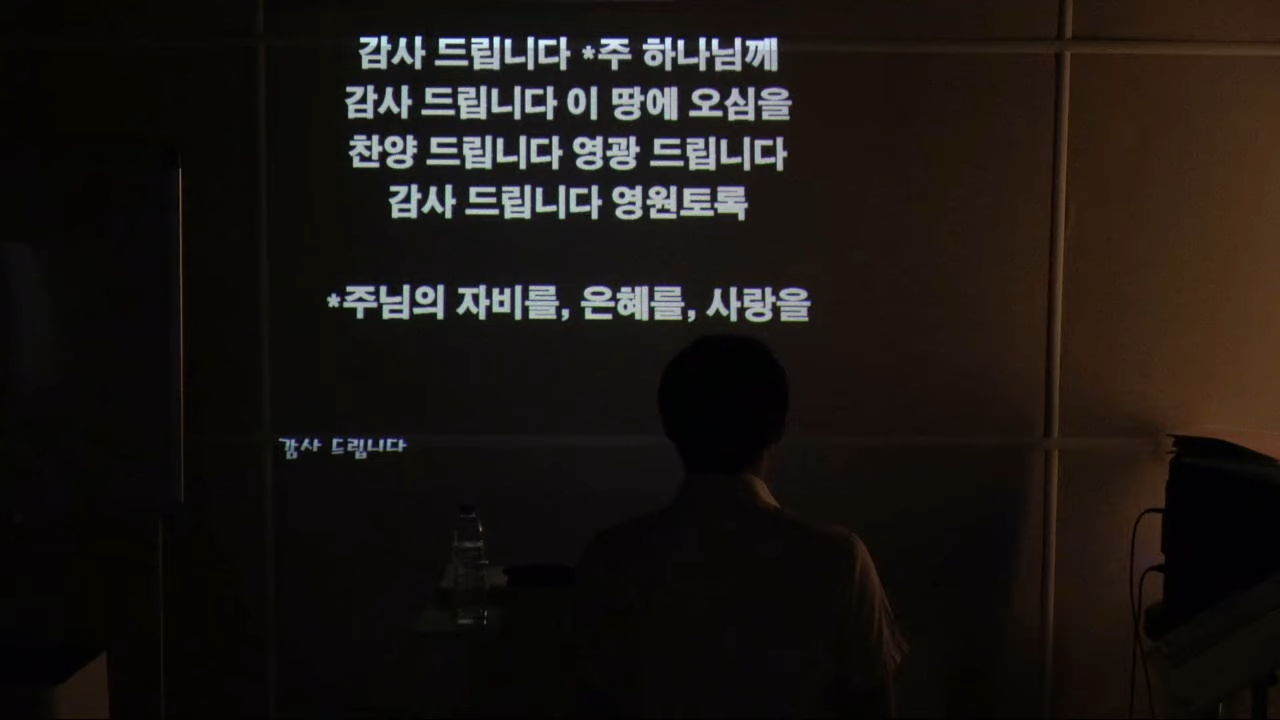 감사 드립니다 *주 하나님께
감사 드립니다 이 땅에 오심을
찬양 드립니다 영광 드립니다
감사 드립니다 영원토록
*주님의 자비를, 은혜를, 사랑을
감사 드립니다